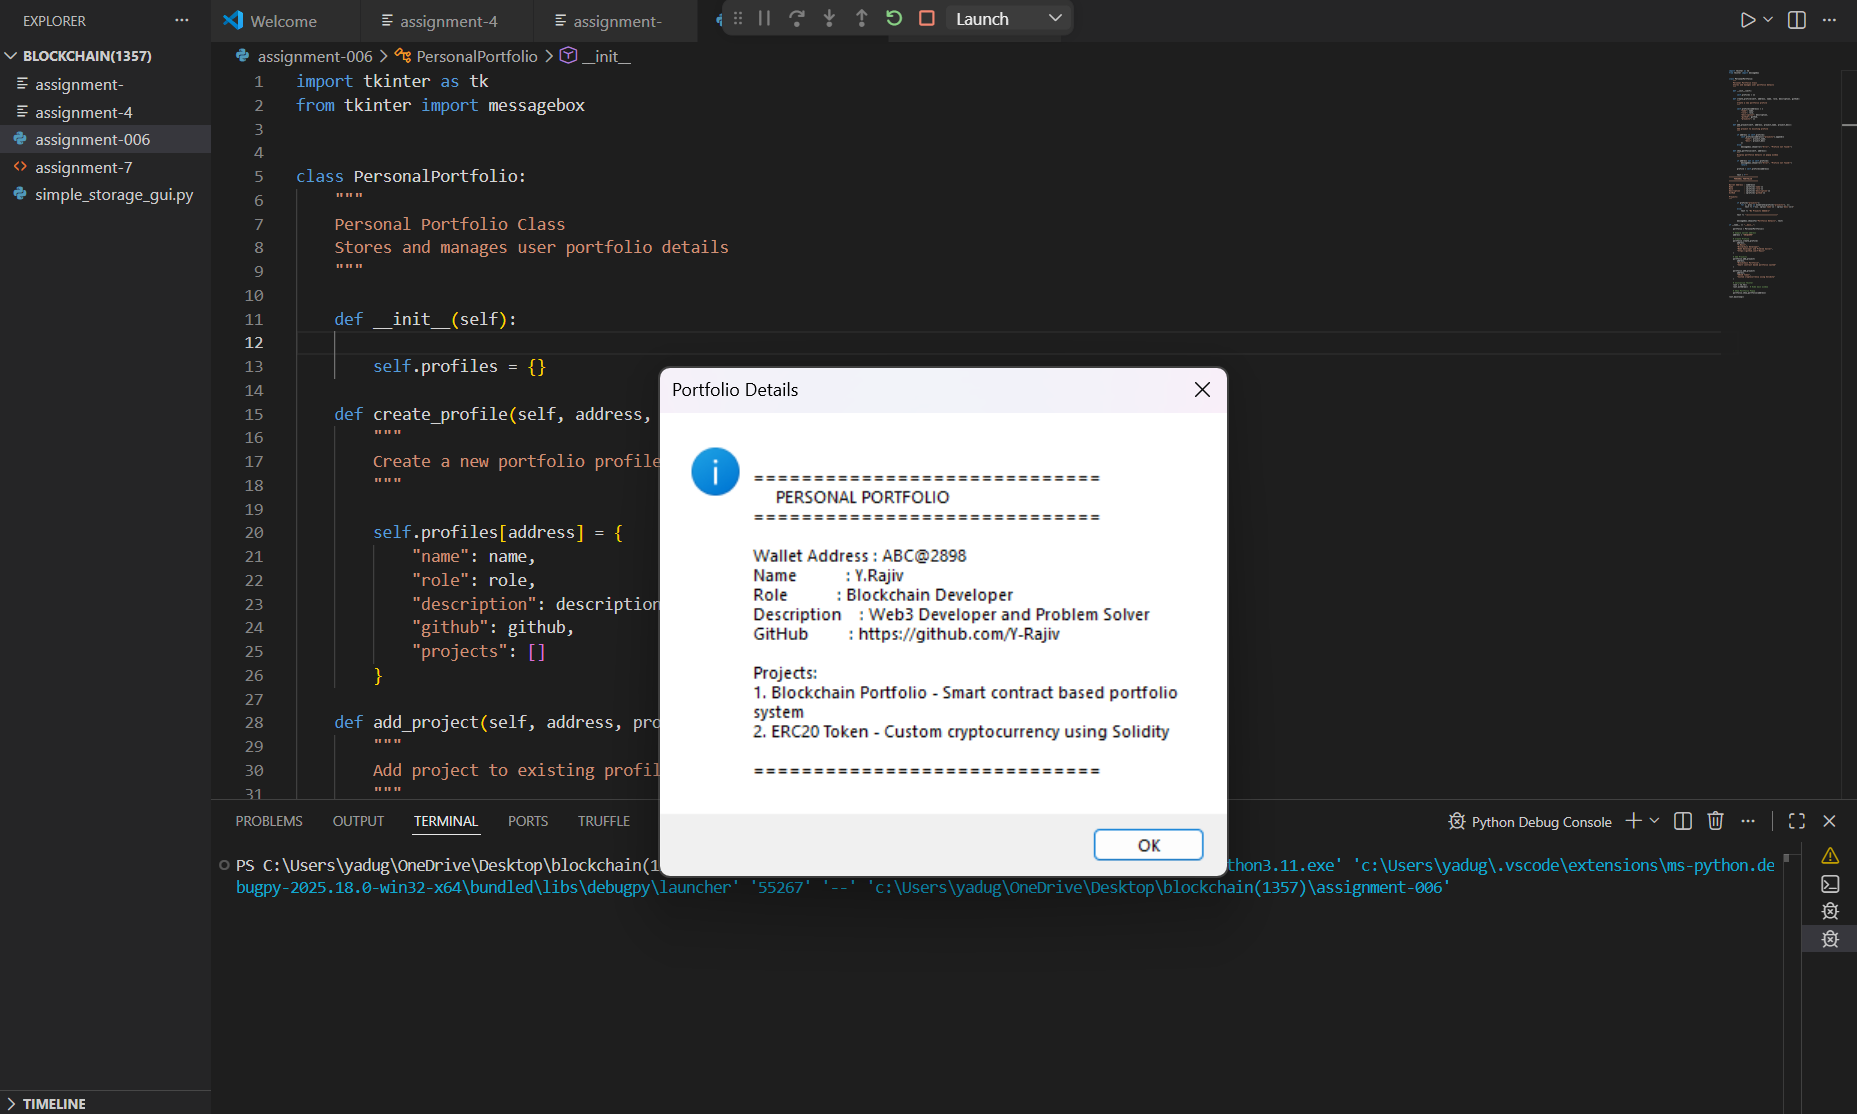 EXPLORER
Welcome
assignment-4
assignment-
Launch
BLOCKCHAIN(1357)
assignment-
assignment-4
assignment-006
assignment-7
simple_storage_gui.py
assignment-006 > PersonalPortfolio > __init__
1 import tkinter as tk
2 from tkinter import messagebox
3
4
5 class PersonalPortfolio:
6 """
7 Personal Portfolio Class
8 Stores and manages user portfolio details
9 """
10
11 def __init__(self):
12
13 self.profiles = {}
14
15 def create_profile(self, address,
16 """
17 Create a new portfolio profile
18 """
19
20 self.profiles[address] = {
21 "name": name,
22 "role": role,
23 "description": description
24 "github": github,
25 "projects": []
26 }
27
28 def add_project(self, address, pro
29 """
30 Add project to existing profil
31 """
Portfolio Details
=============================
PERSONAL PORTFOLIO
=============================
Wallet Address : ABC@2898
Name : Y.Rajiv
Role : Blockchain Developer
Description : Web3 Developer and Problem Solver
GitHub : https://github.com/Y-Rajiv
Projects:
1. Blockchain Portfolio - Smart contract based portfolio
system
2. ERC20 Token - Custom cryptocurrency using Solidity
=============================
OK
PROBLEMS OUTPUT TERMINAL PORTS TRUFFLE
Python Debug Console
PS C:\Users\yadug\OneDrive\Desktop\blockchain(1 thon3.11.exe' 'c:\Users\yadug\.vscode\extensions\ms-python.de
bugpy-2025.18.0-win32-x64\bundled\libs\debugpy\launcher' '55267' '--' 'c:\Users\yadug\OneDrive\Desktop\blockchain(1357)\assignment-006'
TIMELINE